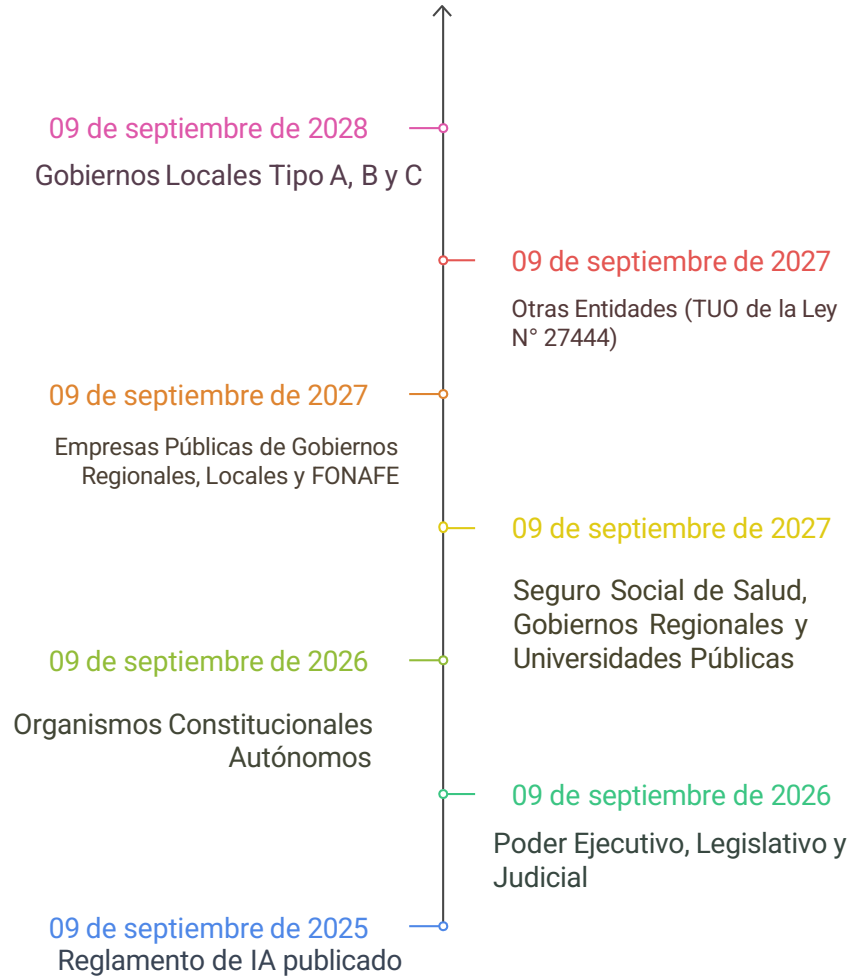 09 de septiembre de 2028
Gobiernos Locales Tipo A, B y C
09 de septiembre de 2027
Otras Entidades (TUO de la Ley
N° 27444)
09 de septiembre de 2027
Empresas Públicas de Gobiernos
Regionales, Locales y FONAFE
09 de septiembre de 2027
Seguro Social de Salud,
Gobiernos Regionales y
Universidades Públicas
09 de septiembre de 2026
Organismos Constitucionales
Autónomos
09 de septiembre de 2026
Poder Ejecutivo, Legislativo y
Judicial
09 de septiembre de 2025
Reglamento de IA publicado